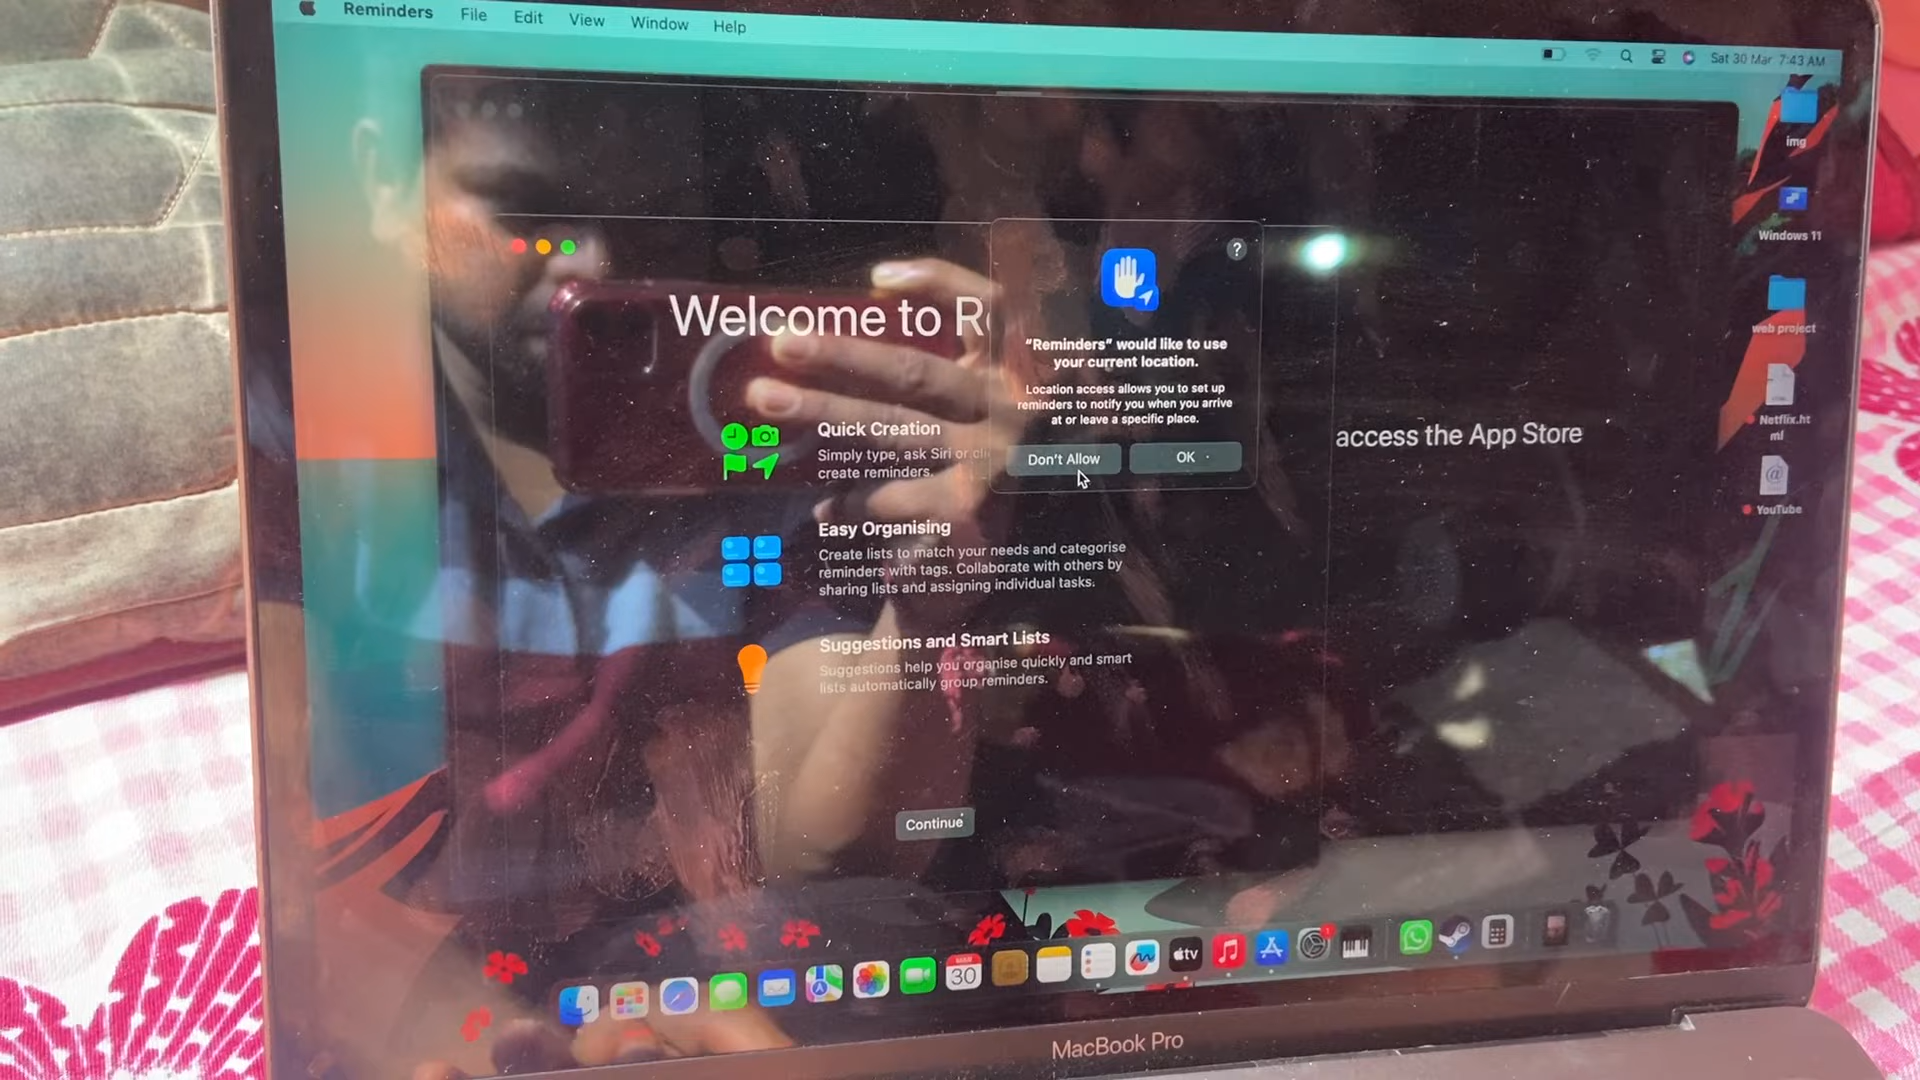 Reminders File Edit View Window Help
Sat 30 Mar 7:43 AM
img
Windows 11
web project
Netflix.ht
ml
YouTube
Welcome to R
?
“Reminders” would like to use
your current location.
Location access allows you to set up
reminders to notify you when you arrive
at or leave a specific place.
Don't Allow
OK
Quick Creation
Simply type, ask Siri or
create reminders.
access the App Store
Easy Organising
Create lists to match your needs and categorise
reminders with tags. Collaborate with others by
sharing lists and assigning individual tasks.
Suggestions and Smart Lists
Suggestions help you organise quickly and smart
lists automatically group reminders.
Continue
MAR
30
tv
1
MacBook Pro